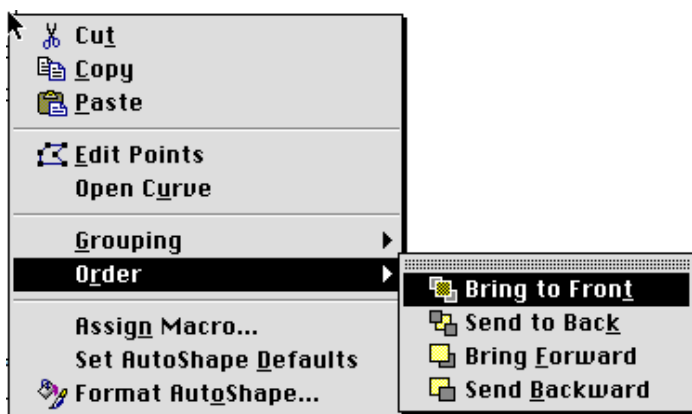 Cut
Copy
Paste
Edit Points
Open Curve
Grouping
Order
Assign Macro...
Set AutoShape Defaults
Format AutoShape...
Bring to Front
Send to Back
Bring Forward
Send Backward